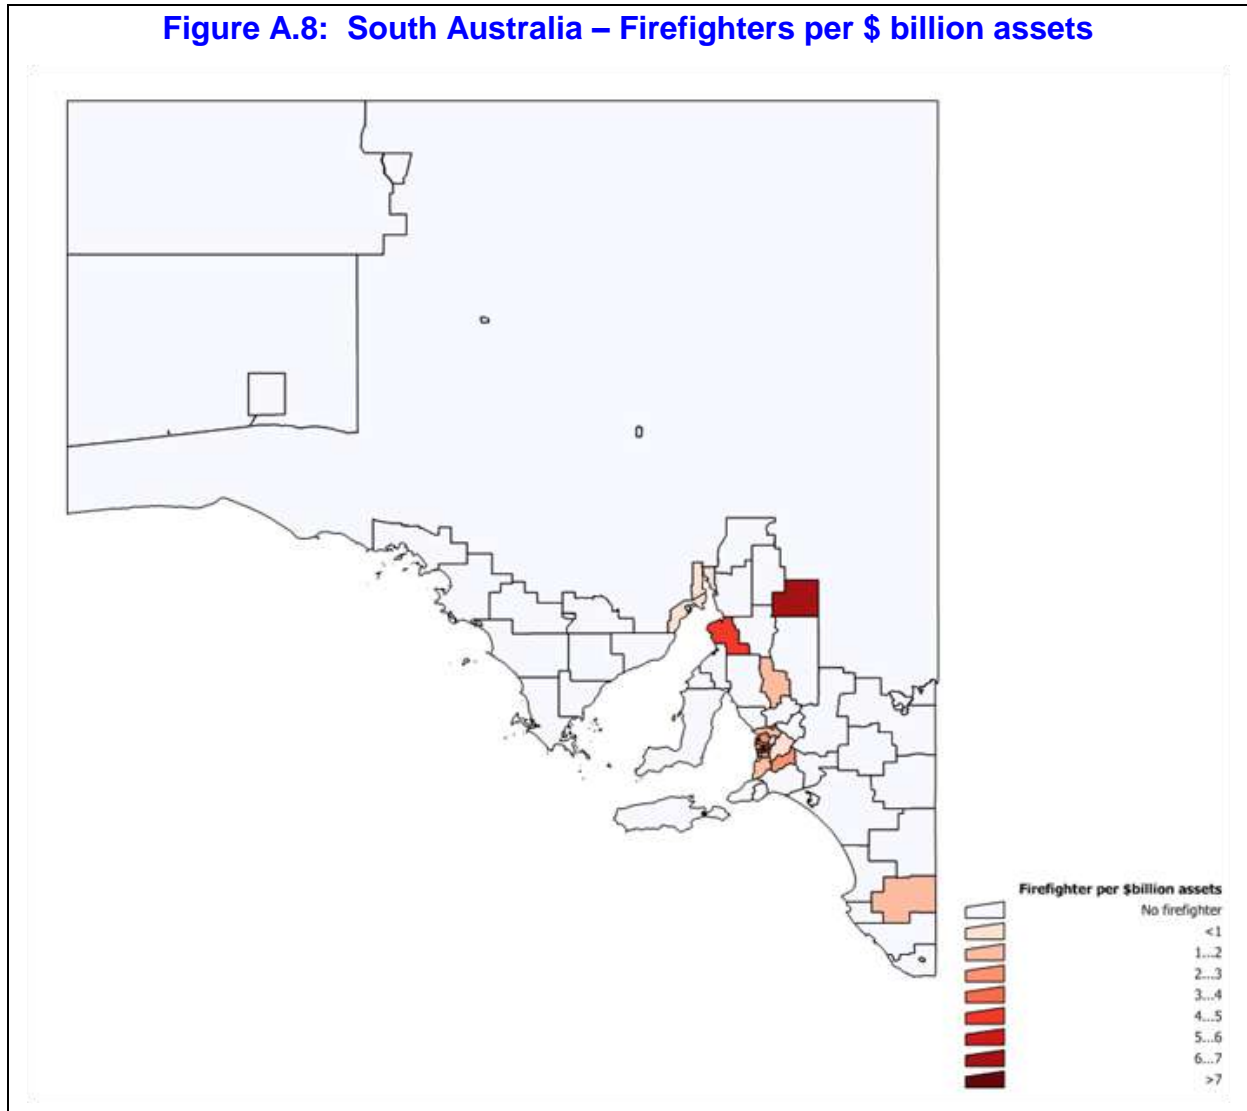 Figure A.8: South Australia – Firefighters per $ billion assets
Firefighter per $billion assets
No firefighter
<1
1...2
2...3
3...4
4...5
5...6
6...7
>7